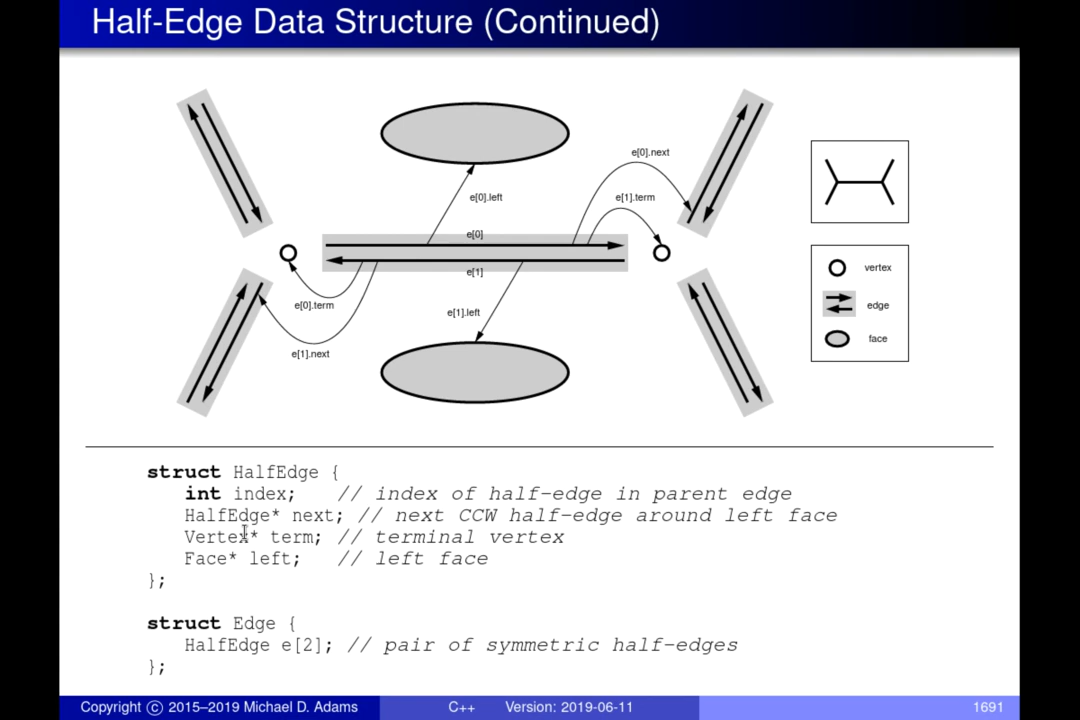 Half-Edge Data Structure (Continued)
e[0].next
e[0].left
e[1].term
e[0]
e[1]
vertex
e[0].term
edge
e[1].left
face
e[1].next
struct HalfEdge {
int index; // index of half-edge in parent edge
HalfEdge* next; // next CCW half-edge around left face
Vertex* term; // terminal vertex
Face* left; // left face
};
struct Edge {
HalfEdge e[2]; // pair of symmetric half-edges
};
Copyright © 2015–2019 Michael D. Adams C++ Version: 2019-06-11 1691